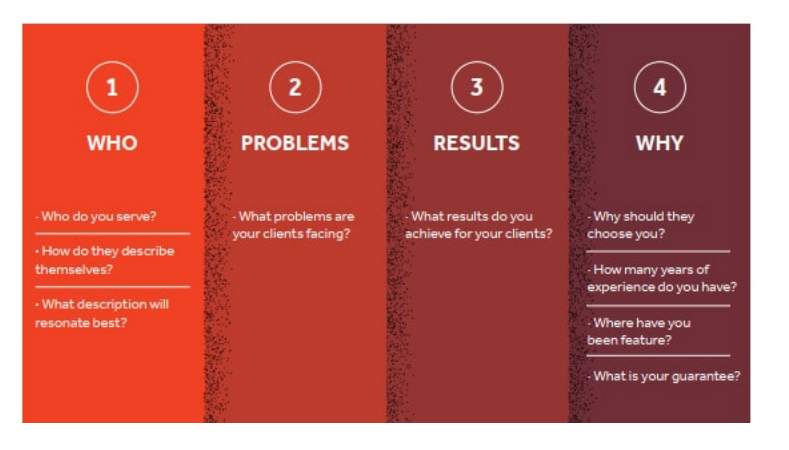 1
WHO
· Who do you serve?
• How do they describe
themselves?
• What description will
resonate best?
2
PROBLEMS
· What problems are
your clients facing?
3
RESULTS
· What results do you
achieve for your clients?
4
WHY
· Why should they
choose you?
· How many years of
experience do you have?
· Where have you
been feature?
· What is your guarantee?